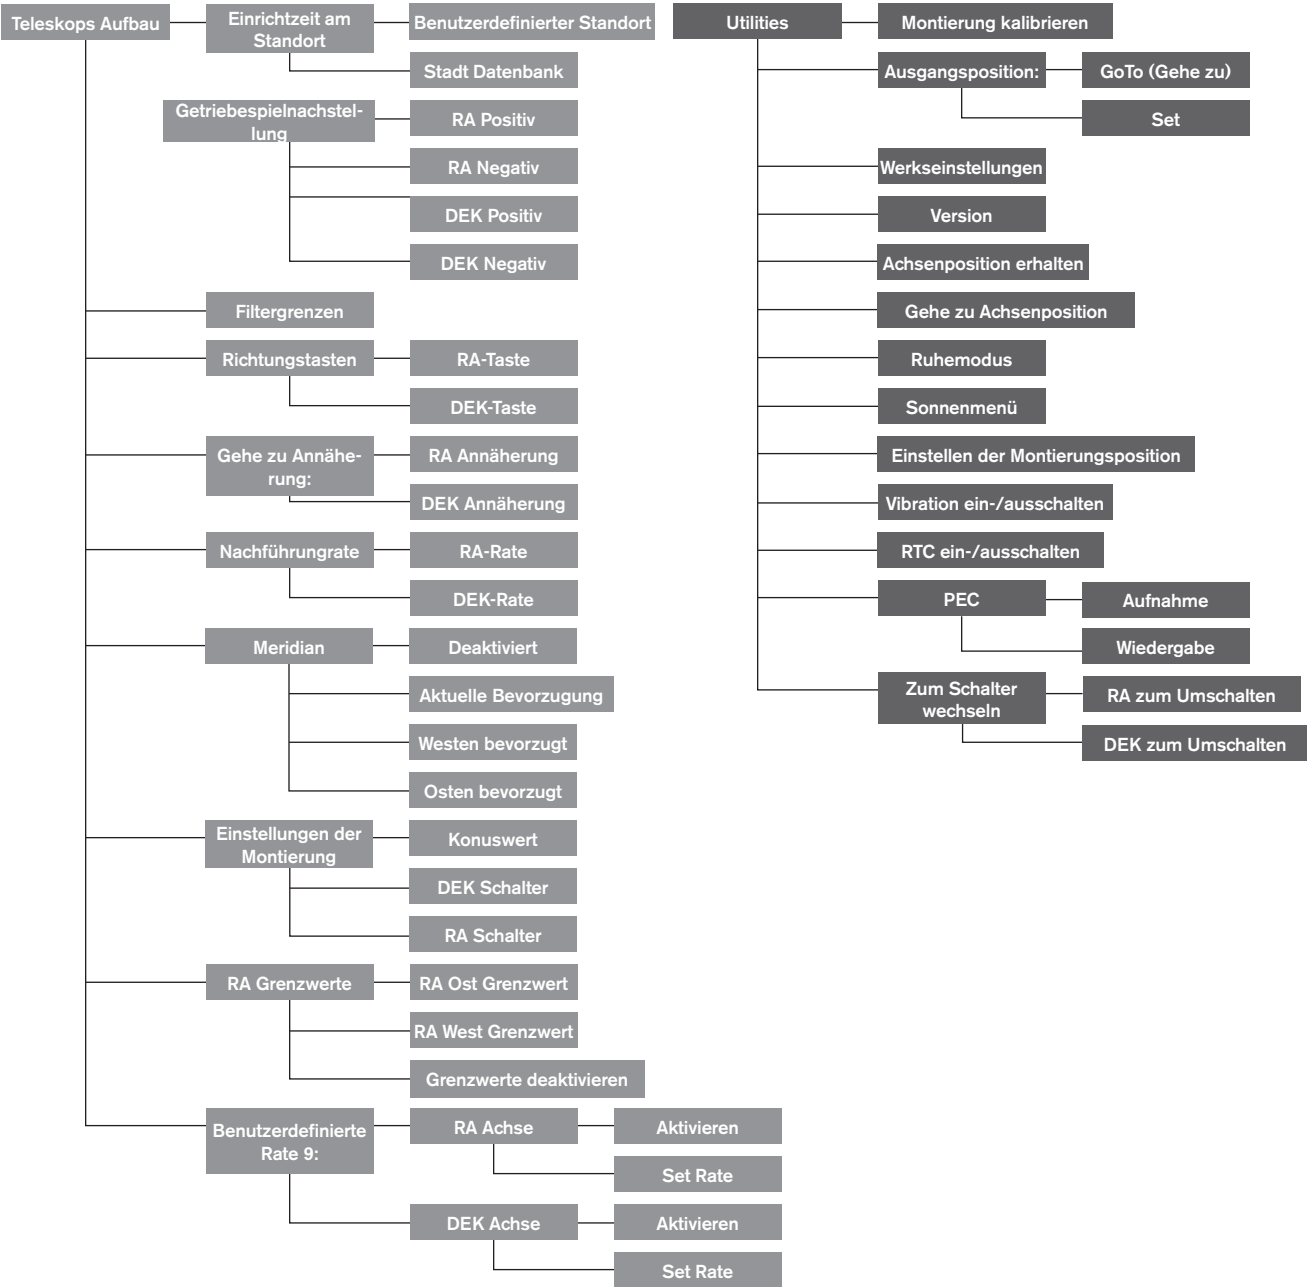 Teleskops Aufbau
Einrichtzeit am
Standort
Benutzerdefinierter Standort
Stadt Datenbank
Getriebespielnachstel-
lung
RA Positiv
RA Negativ
DEK Positiv
DEK Negativ
Filtergrenzen
Richtungstasten
RA-Taste
DEK-Taste
Gehe zu Annähe-
rung:
RA Annäherung
DEK Annäherung
Nachführungrate
RA-Rate
DEK-Rate
Meridian
Deaktiviert
Aktuelle Bevorzugung
Westen bevorzugt
Osten bevorzugt
Einstellungen der
Montierung
Konuswert
DEK Schalter
RA Schalter
RA Grenzwerte
RA Ost Grenzwert
RA West Grenzwert
Grenzwerte deaktivieren
Benutzerdefinierte
Rate 9:
RA Achse
Aktivieren
Set Rate
DEK Achse
Aktivieren
Set Rate
Utilities
Montierung kalibrieren
Ausgangsposition:
GoTo (Gehe zu)
Set
Werkseinstellungen
Version
Achsenposition erhalten
Gehe zu Achsenposition
Ruhemodus
Sonnenmenü
Einstellen der Montierungsposition
Vibration ein-/ausschalten
RTC ein-/ausschalten
PEC
Aufnahme
Wiedergabe
Zum Schalter
wechseln
RA zum Umschalten
DEK zum Umschalten